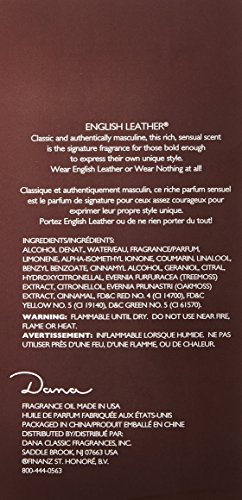 ENGLISH LEATHER®
Classic and authentically masculine, this rich, sensual scent
is the signature fragrance for those bold enough
to express their own unique style.
Wear English Leather or Wear Nothing at all!
Classique et authentiquement masculin, ce riche parfum sensuel
est le parfum de signature pour ceux assez courageux pour
exprimer leur propre style unique.
Portez English Leather ou de ne rien porter du tout!
INGREDIENTS/INGRÉDIENTS:
ALCOHOL DENAT., WATER/EAU, FRAGRANCE/PARFUM,
LIMONENE, ALPHA-ISOMETHYL IONONE, COUMARIN, LINALOOL,
BENZYL BENZOATE, CINNAMYL ALCOHOL, GERANIOL, CITRAL,
HYDROXYCITRONELLAL, EVERNIA FURFURACEA (TREEMOSS)
EXTRACT, CITRONELLOL, EVERNIA PRUNASTRI (OAKMOSS)
EXTRACT, CINNAMAL, FD&C RED NO. 4 (CI 14700), FD&C
YELLOW NO. 5 (CI 19140), D&C GREEN NO. 5 (CI 61570).
WARNING: FLAMMABLE UNTIL DRY. DO NOT USE NEAR FIRE,
FLAME OR HEAT.
AVERTISSEMENT: INFLAMMABLE LORSQUE HUMIDE. NE PAS
UTILISER PRÈS D'UNE FEU, D'UNE FLAMME, OU DE CHALEUR.
Dana
FRAGRANCE OIL MADE IN USA
HUILE DE PARFUM FABRIQUÉE AUX ÉTATS-UNIS
PACKAGED IN CHINA/PRODUIT EMBALLÉ EN CHINE
DISTRIBUTED BY/DISTRIBUÉ PAR:
DANA CLASSIC FRAGRANCES, INC.
SADDLE BROOK, NJ 07663 USA
®FINANZ ST. HONORÉ, B.V.
800-444-0563